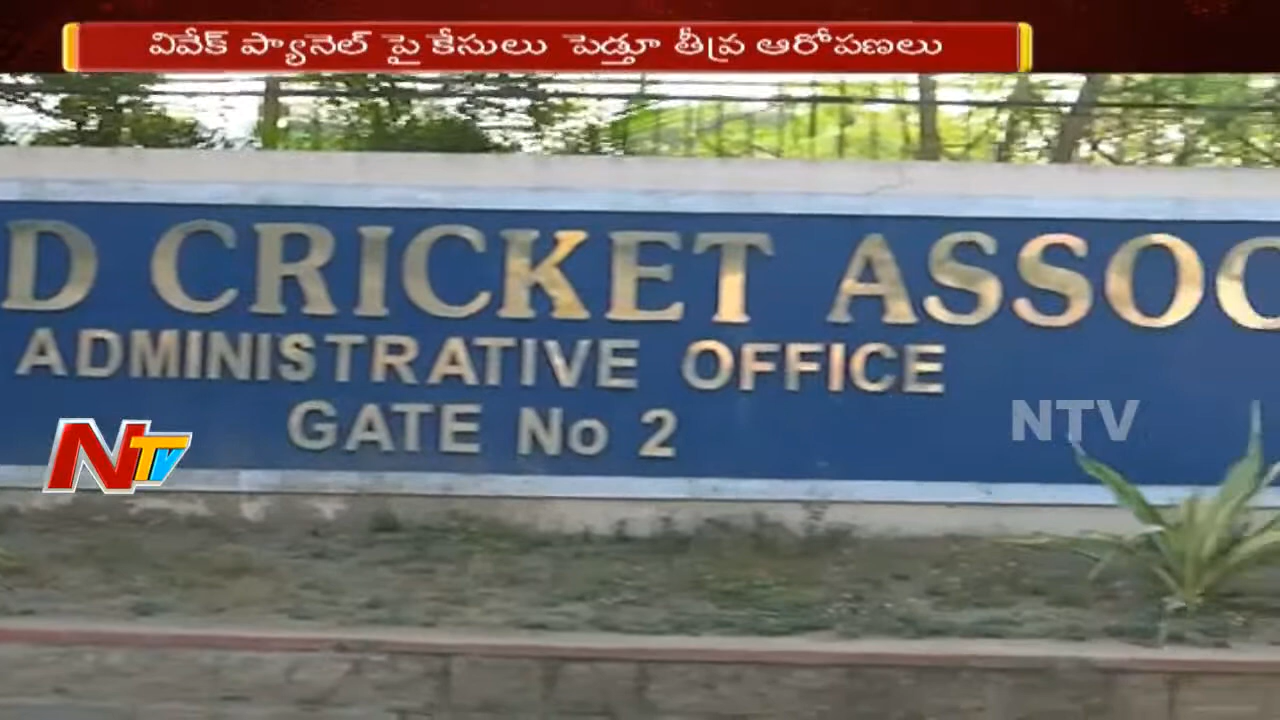 వివేక్ ప్యానెల్ పై కేసులు పెడ్తూ తీవ్ర ఆరోపణలు
D CRICKET ASSOC
ADMINISTRATIVE OFFICE
GATE No 2
NTV
NTV